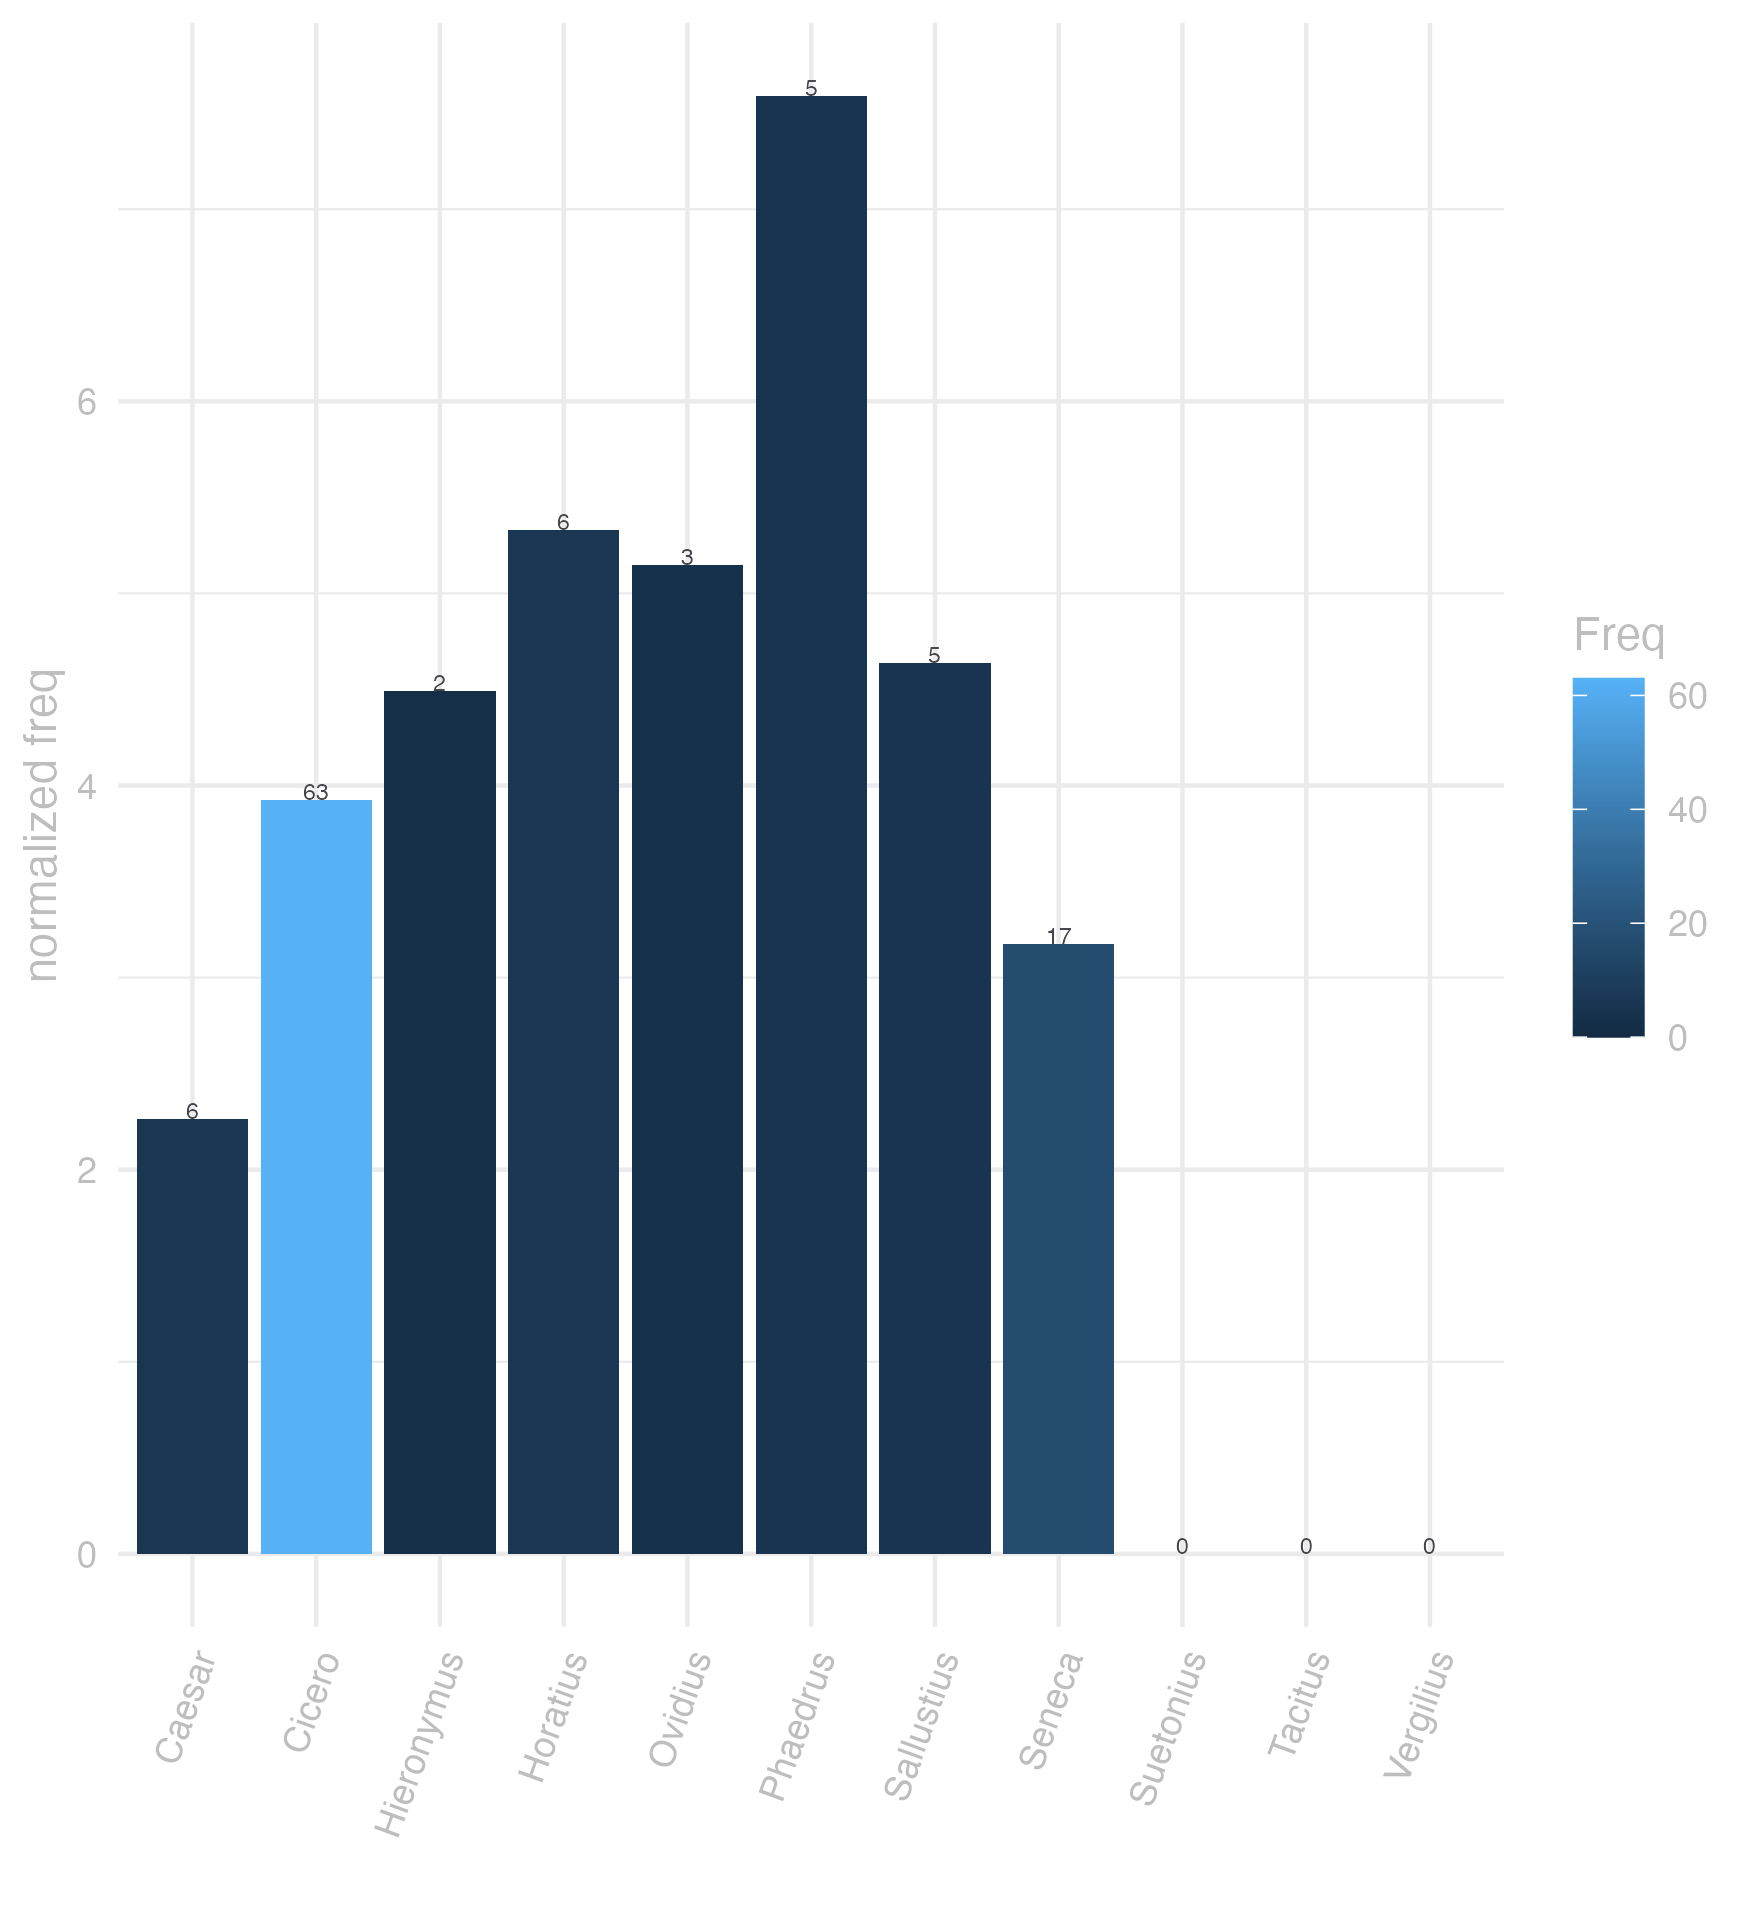 5
6
6
3
5
2
4
63
17
6
2
0
0
0
0
normalized freq
Caesar
Cicero
Hieronymus
Horatius
Ovidius
Phaedrus
Sallustius
Seneca
Suetonius
Tacitus
Vergilius
Freq
60
40
20
0